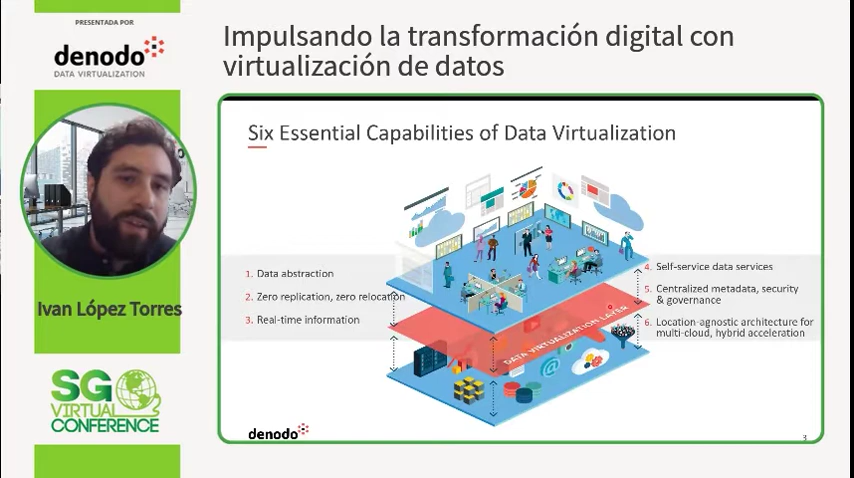 PRESENTADA POR
denodo
DATA VIRTUALIZATION
Impulsando la transformación digital con
virtualización de datos
Six Essential Capabilities of Data Virtualization
1. Data abstraction
2. Zero replication, zero relocation
3. Real-time information
4. Self-service data services
5. Centralized metadata, security
& governance
6. Location-agnostic architecture for
multi-cloud, hybrid acceleration
DATA VIRTUALIZATION LAYER
Ivan López Torres
SG
VIRTUAL
CONFERENCE
denodo
3